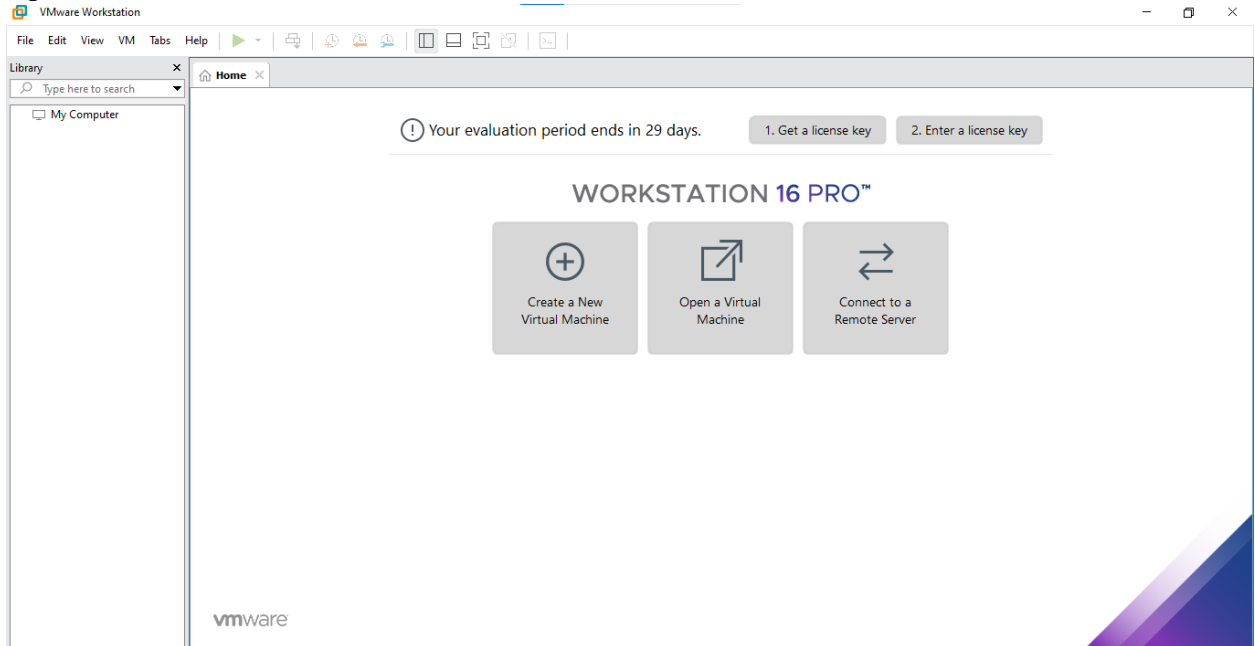 VMware Workstation
File Edit View VM Tabs Help
Library
Type here to search
My Computer
Home
Your evaluation period ends in 29 days.
1. Get a license key
2. Enter a license key
WORKSTATION 16 PRO™
Create a New
Virtual Machine
Open a Virtual
Machine
Connect to a
Remote Server
vmware